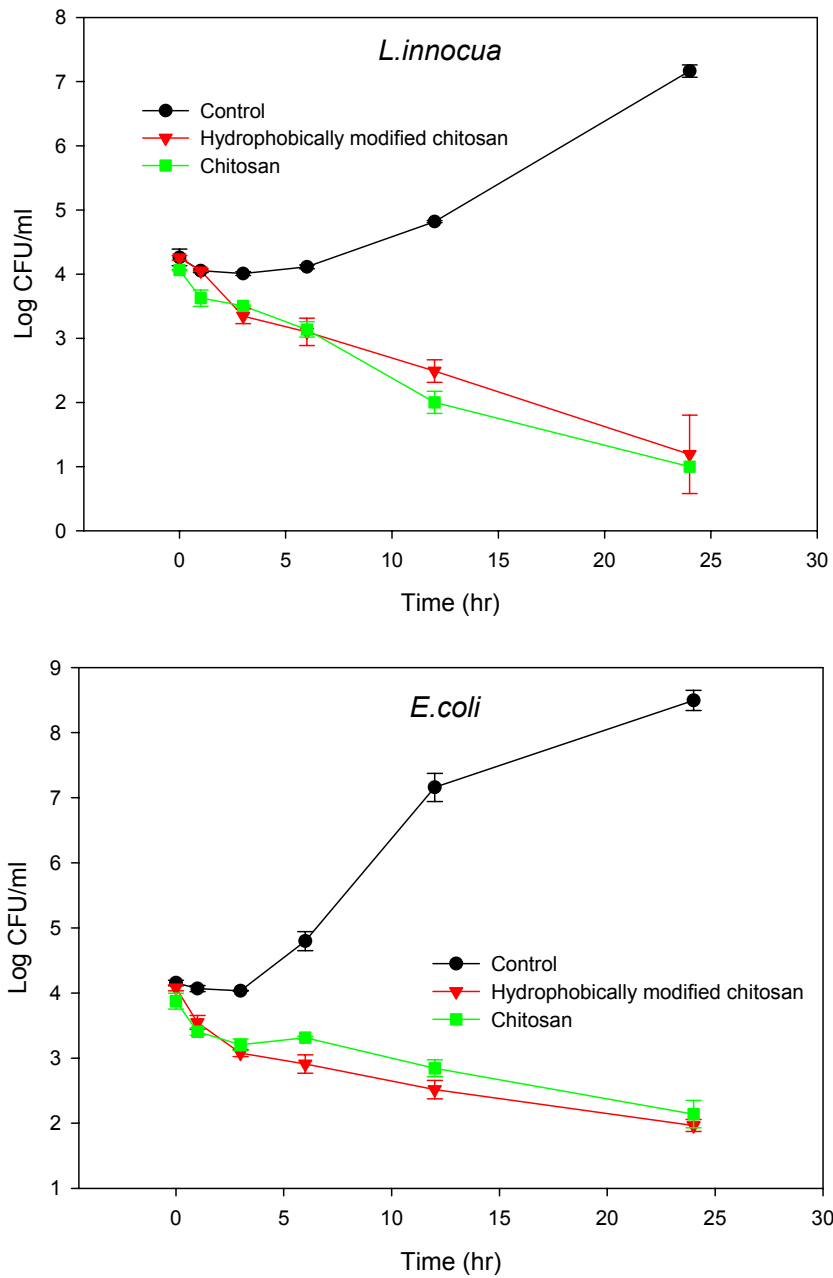 8
L.innocua
7
Control
Hydrophobically modified chitosan
Chitosan
6
5
4
3
2
1
0
Log CFU/ml
0 5 10 15 20 25 30
Time (hr)
9
E.coli
8
7
6
5
Control
Hydrophobically modified chitosan
Chitosan
4
3
2
1
Log CFU/ml
0 5 10 15 20 25 30
Time (hr)